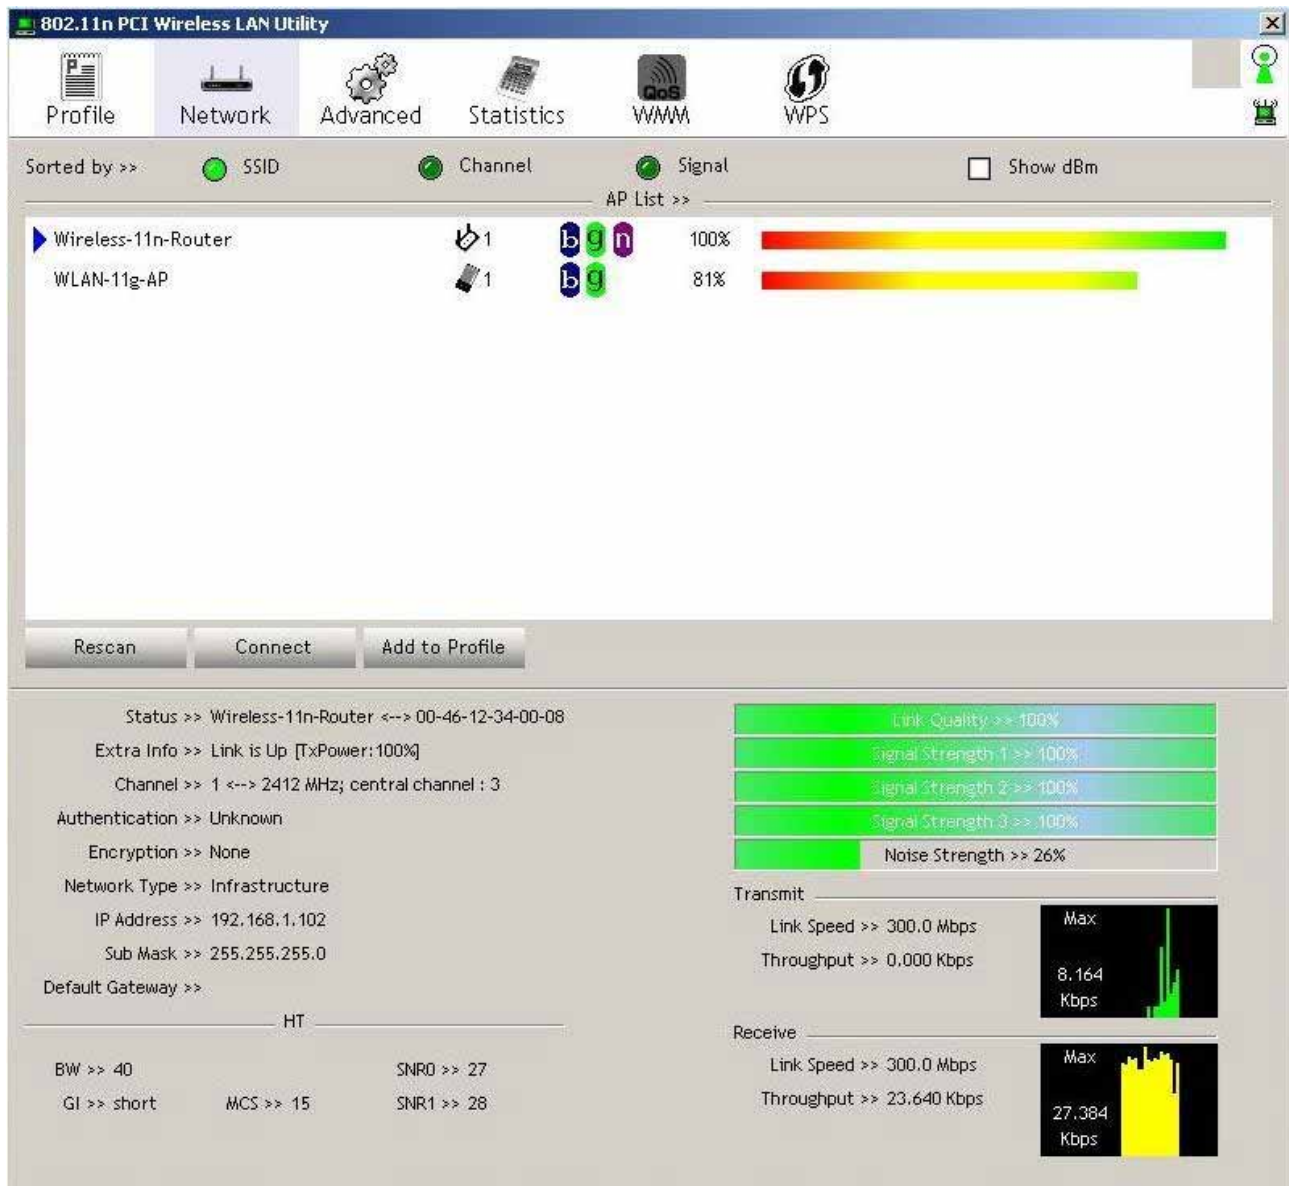 802.11n PCI Wireless LAN Utility
P
QoS
Profile Network Advanced Statistics WMM WPS
Sorted by >> SSID Channel Signal Show dBm
AP List >>
Wireless-11n-Router 1 b g n 100%
WLAN-11g-AP 1 b g 81%
Rescan Connect Add to Profile
Status >> Wireless-11n-Router <--> 00-46-12-34-00-08
Extra Info >> Link is Up [TxPower:100%]
Channel >> 1 <--> 2412 MHz; central channel : 3
Authentication >> Unknown
Encryption >> None
Network Type >> Infrastructure
IP Address >> 192.168.1.102
Sub Mask >> 255.255.255.0
Default Gateway >>
HT
BW >> 40 SNR0 >> 27
GI >> short MCS >> 15 SNR1 >> 28
Link Quality >> 100%
Signal Strength 1 >> 100%
Signal Strength 2 >> 100%
Signal Strength 3 >> 100%
Noise Strength >> 26%
Transmit
Link Speed >> 300.0 Mbps
Throughput >> 0.000 Kbps
Max
8.164
Kbps
Receive
Link Speed >> 300.0 Mbps
Throughput >> 23.640 Kbps
Max
27.384
Kbps